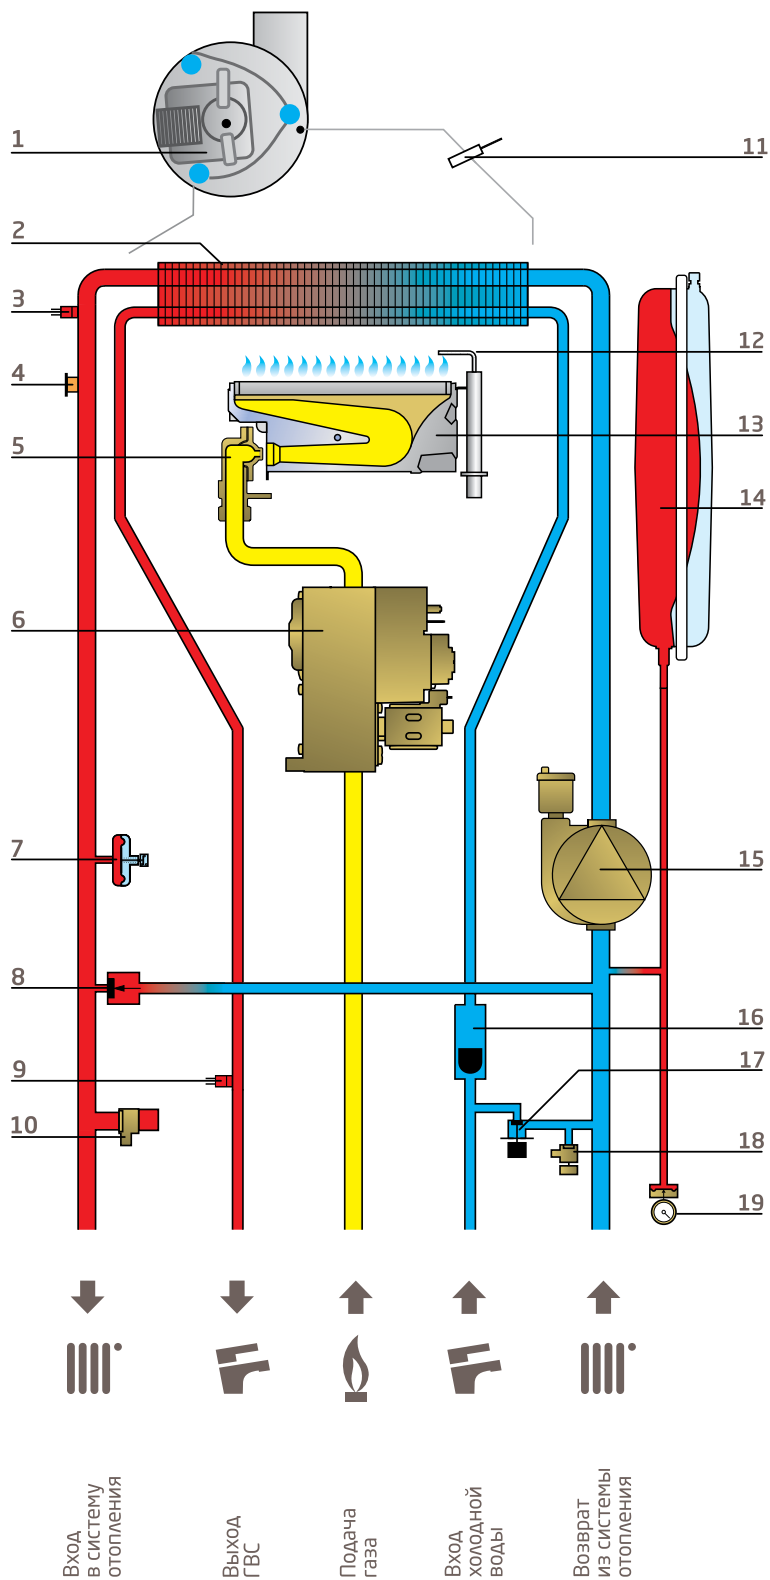 1
11
2
3
12
4
13
5
14
6
7
15
8
16
9
17
10
18
19
Вход
в систему
отопления
Выход
ГВС
Подача
газа
Вход
холодной
воды
Возврат
из системы
отопления